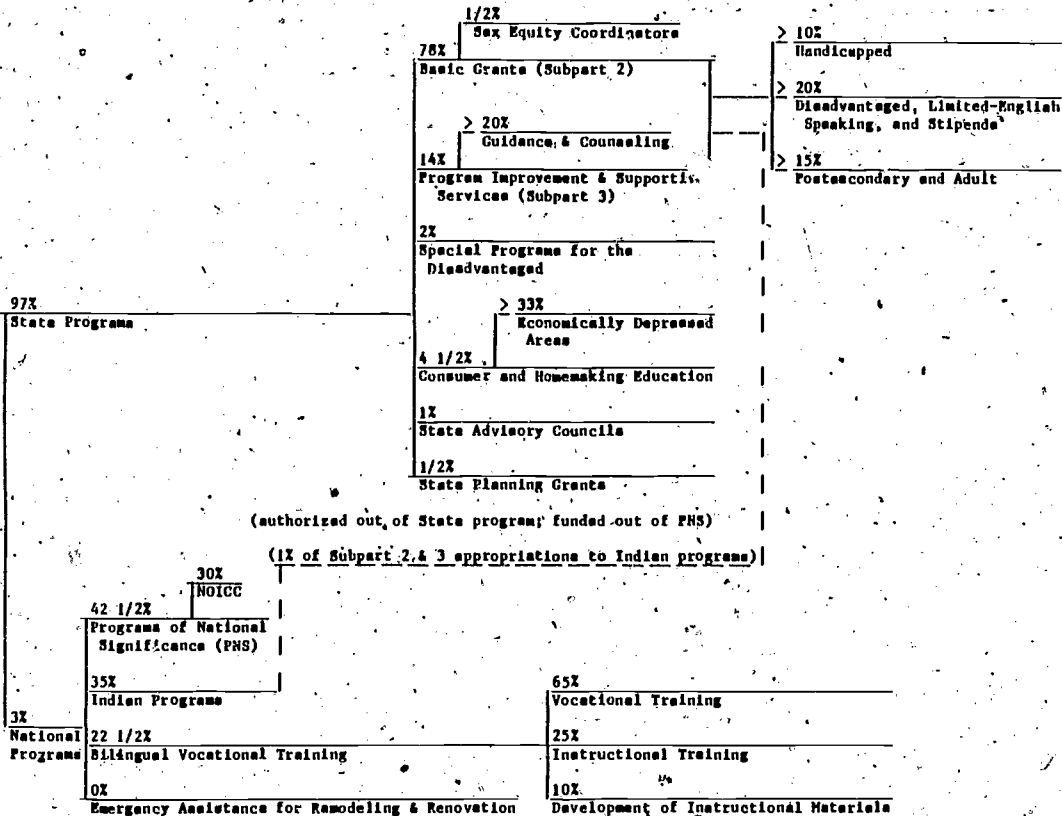 1/2%
Sex Equity Coordinators
78%
Basic Grants (Subpart 2)
> 20%
Guidance & Counseling
14%
Program Improvement & Supportiv
Services (Subpart 3)
2%
Special Programs for the
Disadvantaged
> 33%
Economically Depressed
Areas
4 1/2%
Consumer and Homemaking Education
1%
State Advisory Councils
1/2%
State Planning Grants
> 10%
Handicapped
> 20%
Disadvantaged, Limited-English
Speaking, and Stipends
> 15%
Postsecondary and Adult
97%
State Programs
(authorized out of State program; funded out of PNS)
(1% of Subpart 2 & 3 appropriations to Indian programs)
30%
NOICC
42 1/2%
Programs of National
Significance (PNS)
35%
Indian Programs
3%
National
Programs
22 1/2%
Bilingual Vocational Training
0%
Emergency Assistance for Remodeling & Renovation
65%
Vocational Training
25%
Instructional Training
10%
Development of Instructional Materials